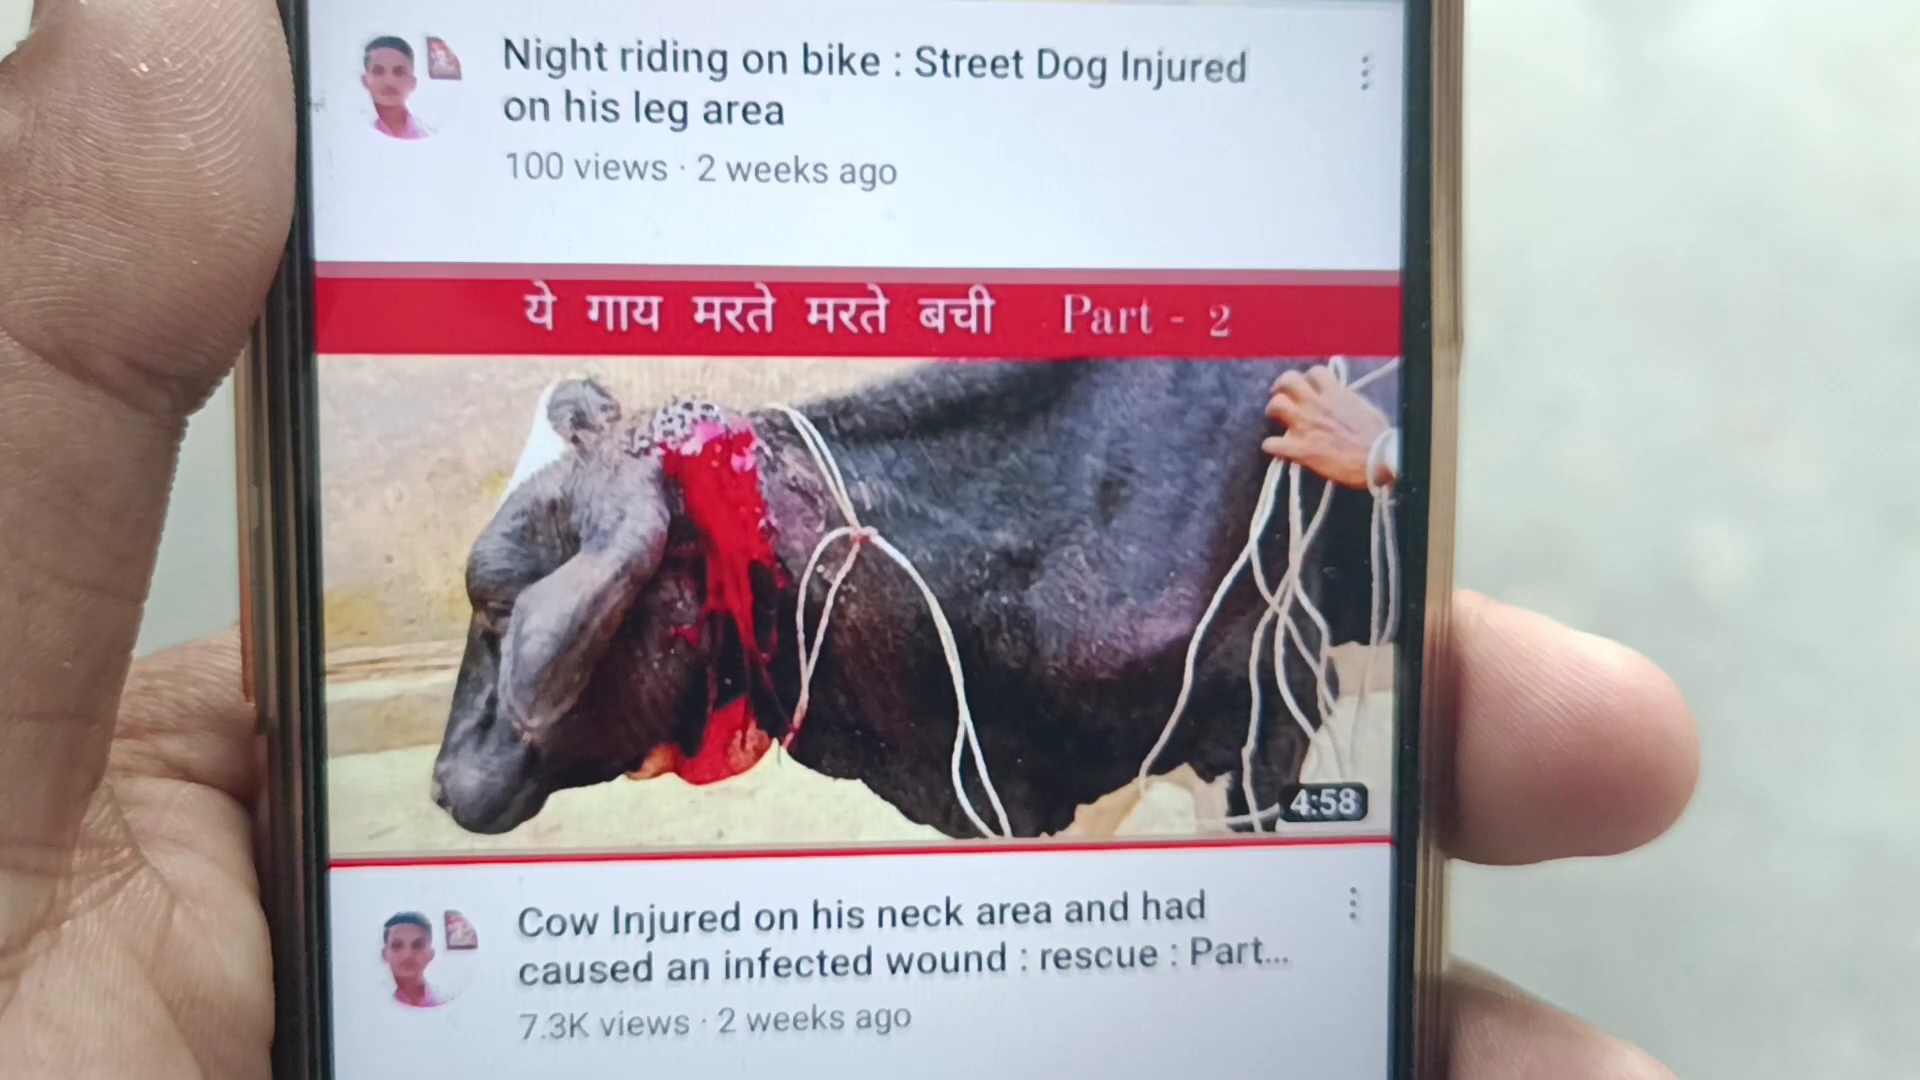 Night riding on bike : Street Dog Injured
on his leg area
100 views · 2 weeks ago
ये गाय मरते मरते बची Part - 2
4:58
Cow Injured on his neck area and had
caused an infected wound : rescue : Part...
7.3K views · 2 weeks ago